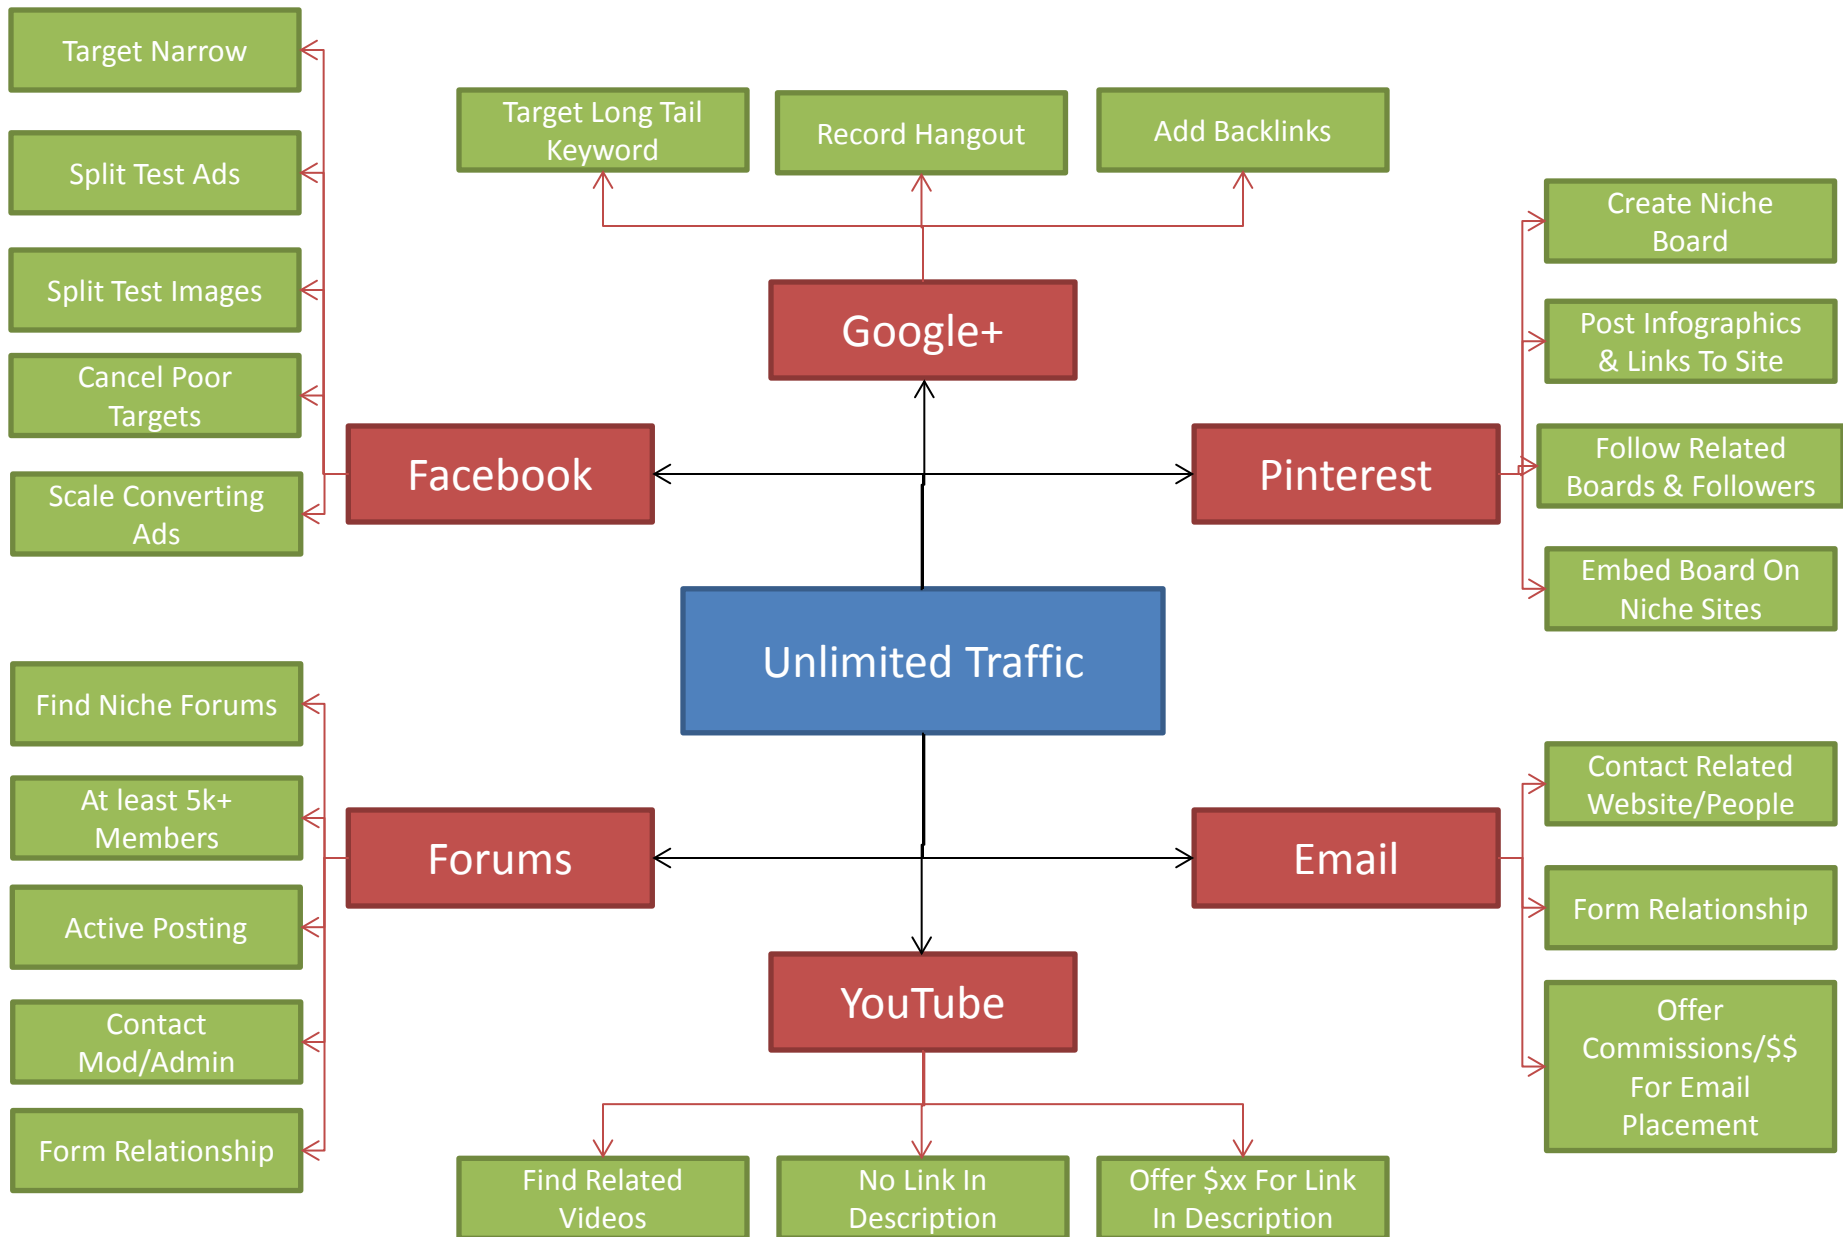 Target Narrow
Split Test Ads
Split Test Images
Cancel Poor
Targets
Scale Converting
Ads
Facebook
Target Long Tail
Keyword
Record Hangout
Add Backlinks
Google+
Create Niche
Board
Post Infographics
& Links To Site
Follow Related
Boards & Followers
Embed Board On
Niche Sites
Pinterest
Unlimited Traffic
Find Niche Forums
At least 5k+
Members
Active Posting
Contact
Mod/Admin
Form Relationship
Forums
Contact Related
Website/People
Form Relationship
Offer
Commissions/$$
For Email
Placement
Email
YouTube
Find Related
Videos
No Link In
Description
Offer $xx For Link
In Description